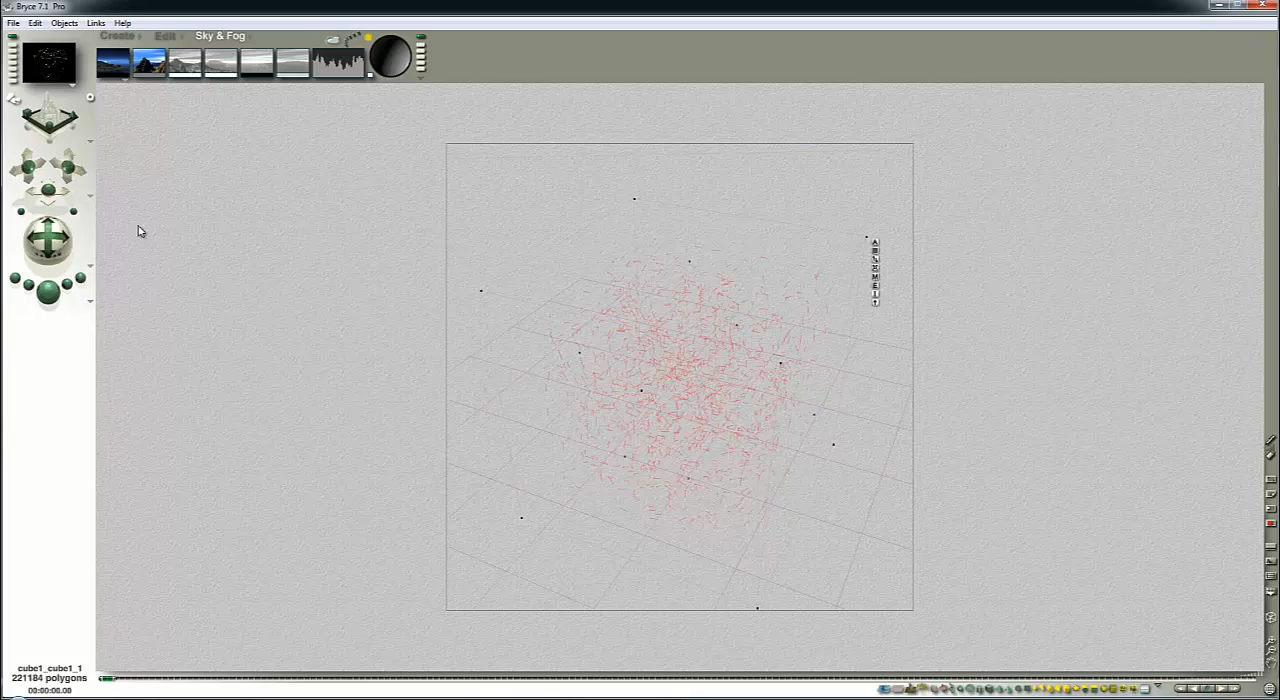 Bryce 7.1 Pro
File Edit Objects Links Help
Create Edit Sky & Fog
A
M
E
cube1_cube1_1
221184 polygons
00:00:00.00